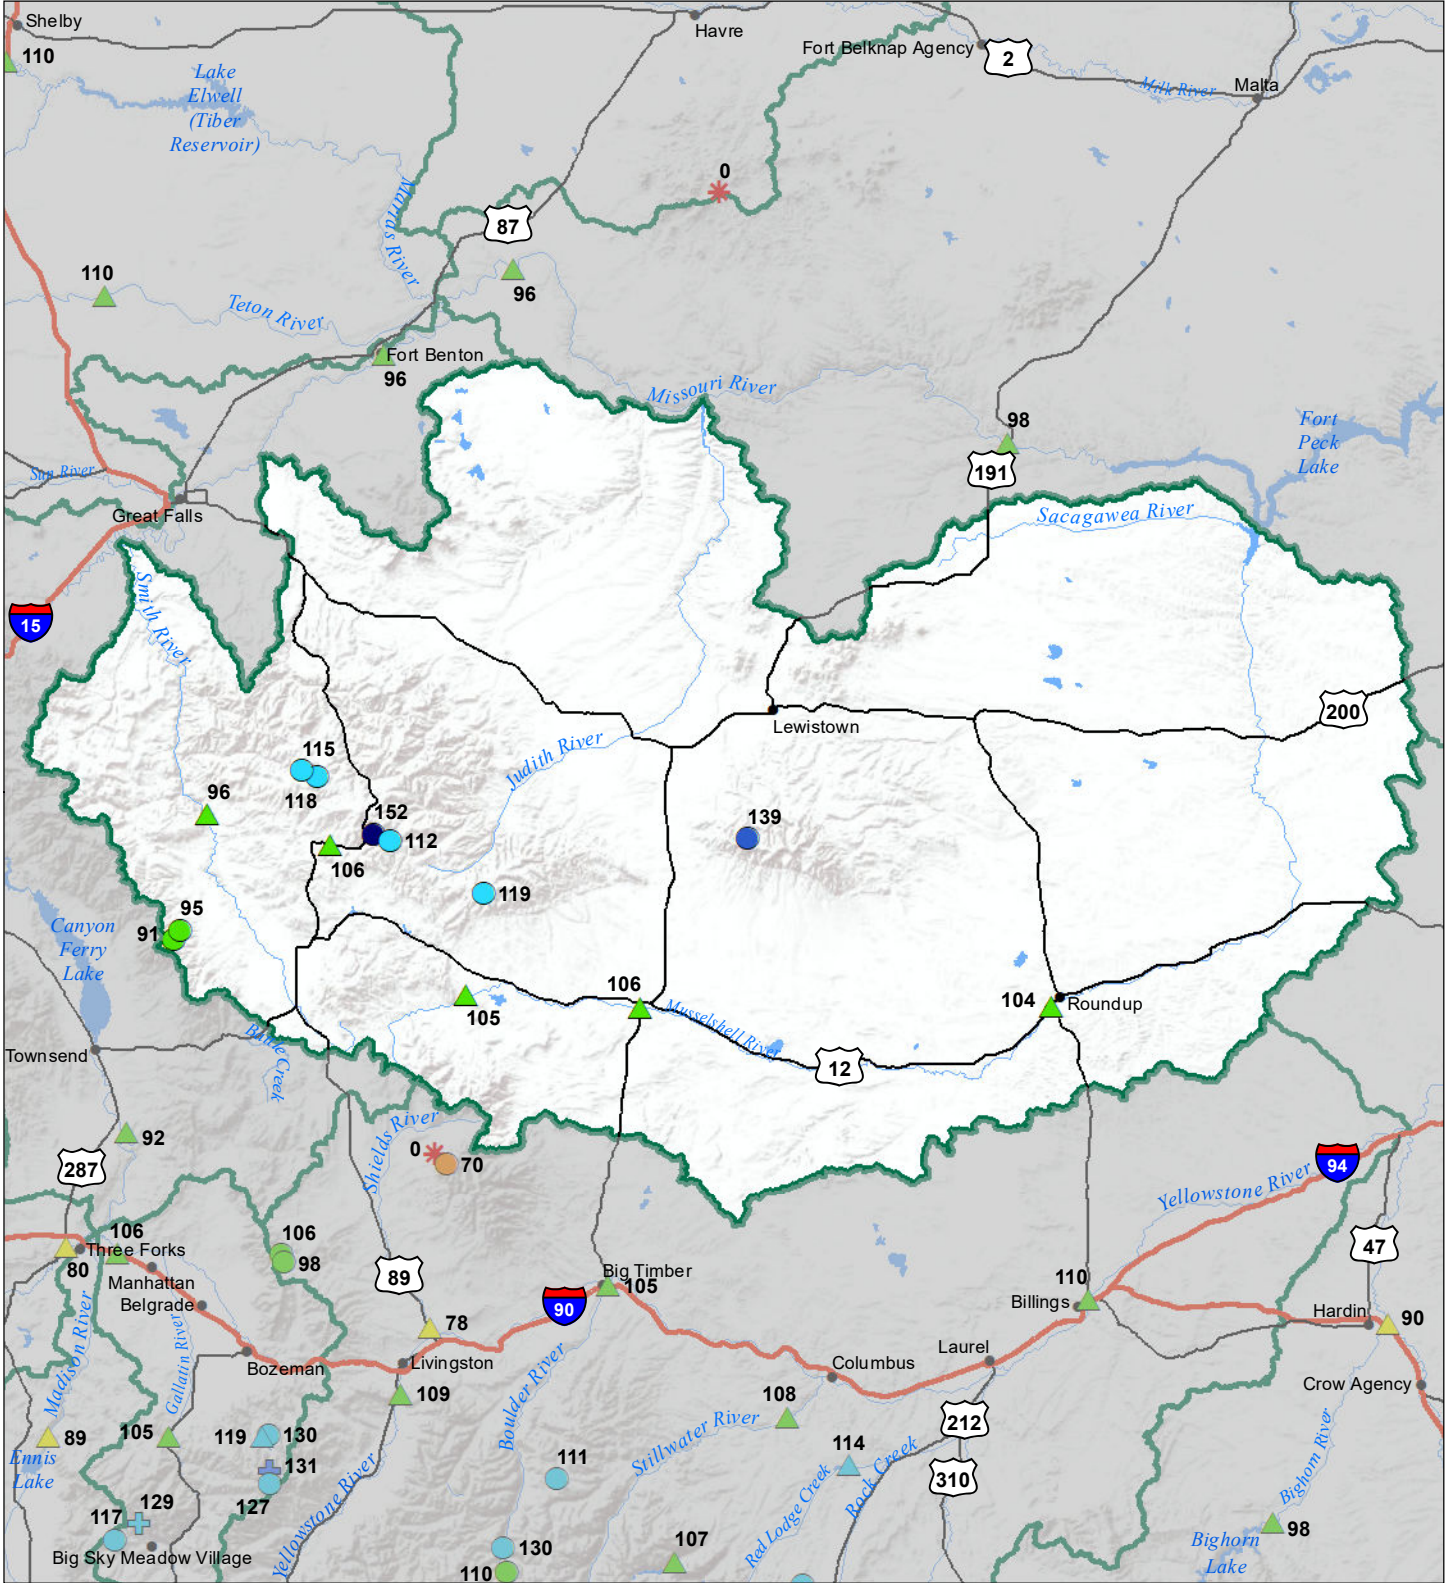 Shelby
110
Havre
Fort Belknap Agency
2
Malta
Milk River
Lake
Elwell
(Tiber
Reservoir)
0
Marias River
87
110
96
Teton River
Fort Benton
96
Missouri River
98
191
Fort
Peck
Lake
Sun River
Great Falls
Sacagawea River
15
Smith River
200
Lewistown
Judith River
115
118
96
152
112
106
139
119
95
91
Canyon
Ferry
Lake
105
106
Musselshell River
104
Roundup
12
Townsend
Battle Creek
92
287
Shields River
0
70
94
Yellowstone River
47
106
80
Three Forks
Manhattan
Belgrade
106
98
89
90
Big Timber
105
110
Billings
Hardin
90
Madison River
Gallatin River
78
Livingston
Bozeman
Boulder River
Columbus
Laurel
Crow Agency
109
108
212
89
Ennis
Lake
105
119
130
131
127
Yellowstone River
111
Stillwater River
114
Rock Creek
Red Lodge Creek
310
Bighorn River
98
Bighorn
Lake
117
129
Big Sky Meadow Village
130
110
107